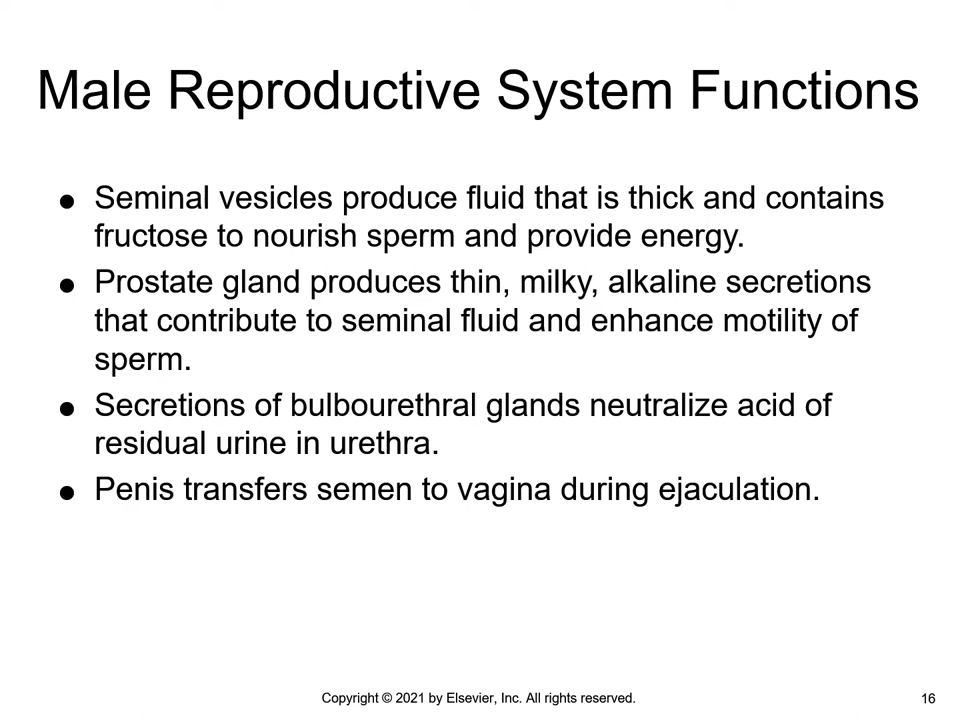 Male Reproductive System Functions
● Seminal vesicles produce fluid that is thick and contains
fructose to nourish sperm and provide energy.
● Prostate gland produces thin, milky, alkaline secretions
that contribute to seminal fluid and enhance motility of
sperm.
● Secretions of bulbourethral glands neutralize acid of
residual urine in urethra.
● Penis transfers semen to vagina during ejaculation.
Copyright © 2021 by Elsevier, Inc. All rights reserved.
16